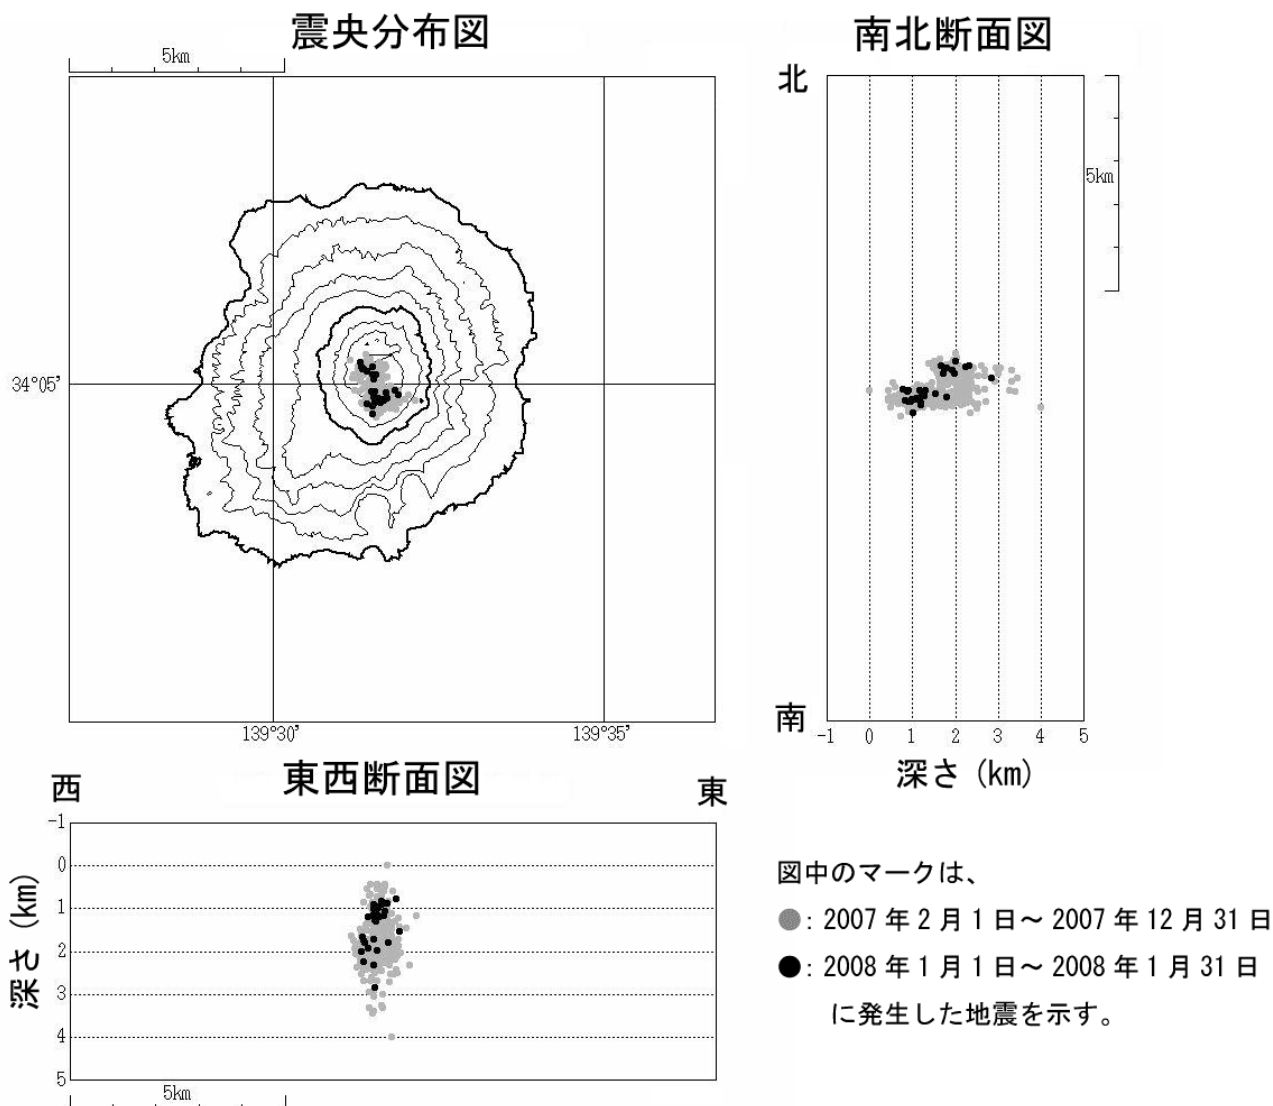 震央分布図
5km
34°05'
139°30'
139°35'
南北断面図
北
5km
南
-1 0 1 2 3 4 5
深さ (km)
東西断面図
西
東
-1
0
1
2
3
4
5
深さ (km)
5km
図中のマークは、
●: 2007 年 2 月 1 日～ 2007 年 12 月 31 日
●: 2008 年 1 月 1 日～ 2008 年 1 月 31 日
に発生した地震を示す。